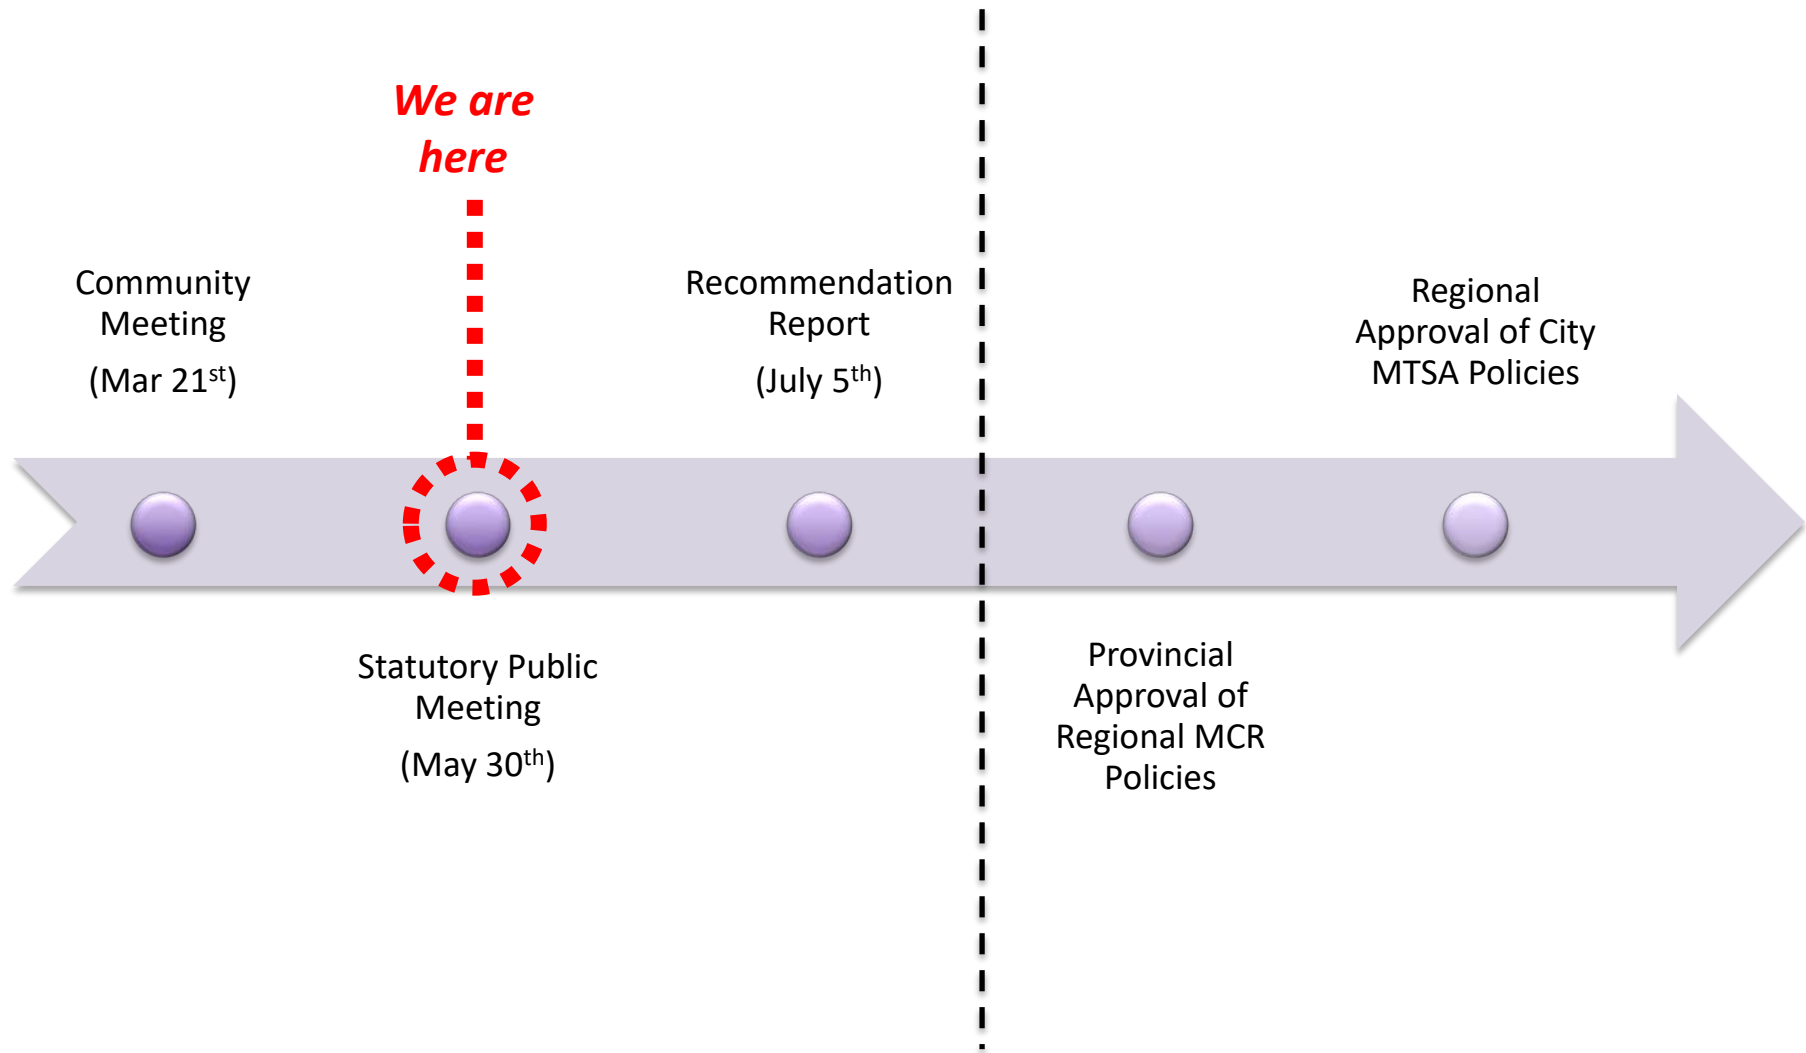 We are
here
Community
Meeting
(Mar 21st)
Statutory Public
Meeting
(May 30th)
Recommendation
Report
(July 5th)
Provincial
Approval of
Regional MCR
Policies
Regional
Approval of City
MTSA Policies